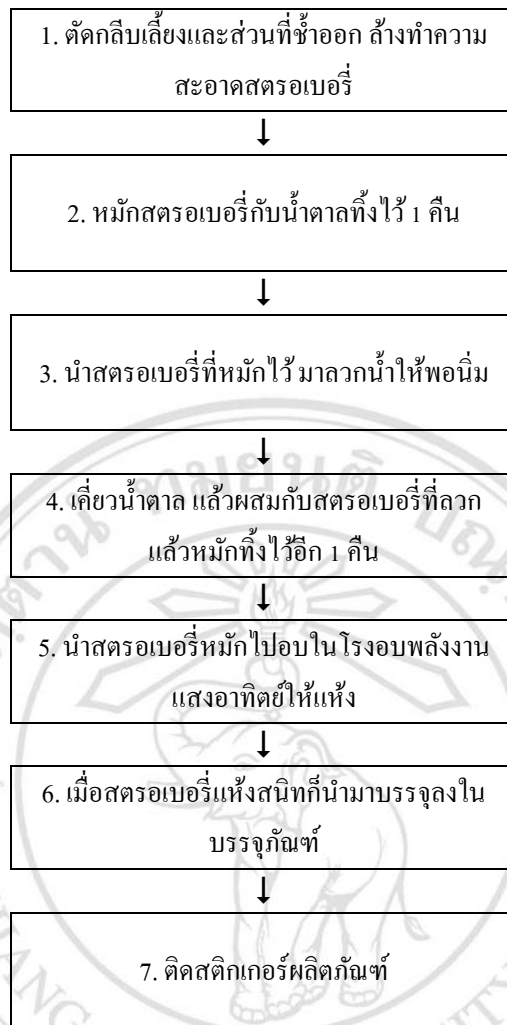 1. ตัดกลีบเลี้ยงและส่วนที่ช้ำออก ล้างทำความ
สะอาดสตรอเบอรี่
2. หมักสตรอเบอรี่กับน้ำตาลทิ้งไว้ 1 คืน
3. นำสตรอเบอรี่ที่หมักไว้ มาลวกน้ำให้พอนิ่ม
4. เคี่ยวน้ำตาล แล้วผสมกับสตรอเบอรี่ที่ลวก
แล้วหมักทิ้งไว้อีก 1 คืน
5. นำสตรอเบอรี่หมักไปอบในโรงอบพลังงาน
แสงอาทิตย์ให้แห้ง
6. เมื่อสตรอเบอรี่แห้งสนิทก็นำมาบรรจุลงใน
บรรจุภัณฑ์
7. ติดสติกเกอร์ผลิตภัณฑ์